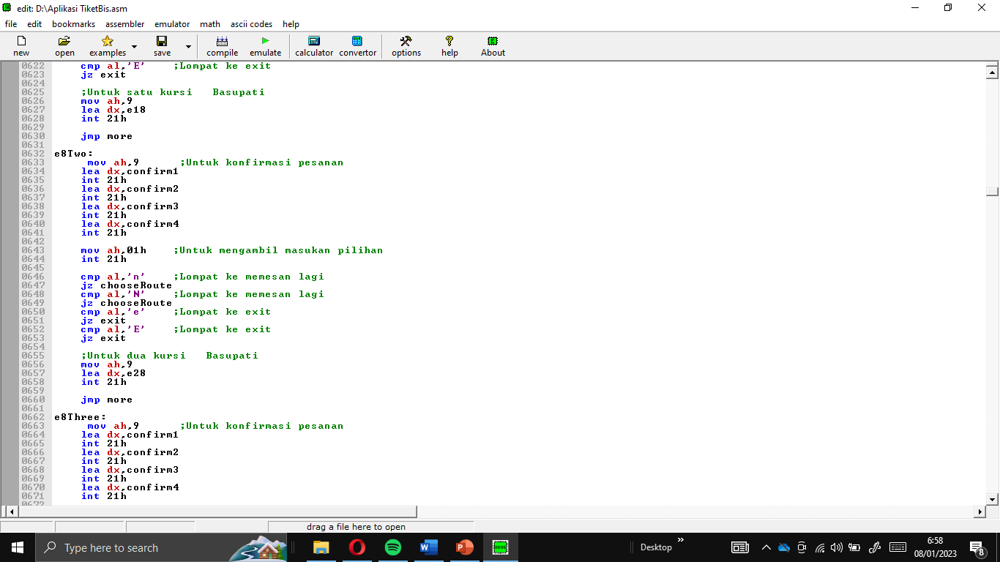 edit: D:\Aplikasi TiketBis.asm
file edit bookmarks assembler emulator math ascii codes help
new open examples save compile emulate calculator convertor options help About
0622 cmp al,'E' ;Lompat ke exit
0623 jz exit
0624
0625 ;Untuk satu kursi Basupati
0626 mov ah,9
0627 lea dx,e18
0628 int 21h
0629
0630 jmp more
0631
0632 e8Two:
0633 mov ah,9 ;Untuk konfirmasi pesanan
0634 lea dx,confirm1
0635 int 21h
0636 lea dx,confirm2
0637 int 21h
0638 lea dx,confirm3
0639 int 21h
0640 lea dx,confirm4
0641 int 21h
0642
0643 mov ah,01h ;Untuk mengambil masukan pilihan
0644 int 21h
0645
0646 cmp al,'n' ;Lompat ke memesan lagi
0647 jz chooseRoute
0648 cmp al,'N' ;Lompat ke memesan lagi
0649 jz chooseRoute
0650 cmp al,'e' ;Lompat ke exit
0651 jz exit
0652 cmp al,'E' ;Lompat ke exit
0653 jz exit
0654
0655 ;Untuk dua kursi Basupati
0656 mov ah,9
0657 lea dx,e28
0658 int 21h
0659
0660 jmp more
0661
0662 e8Three:
0663 mov ah,9 ;Untuk konfirmasi pesanan
0664 lea dx,confirm1
0665 int 21h
0666 lea dx,confirm2
0667 int 21h
0668 lea dx,confirm3
0669 int 21h
0670 lea dx,confirm4
0671 int 21h
0672
drag a file here to open
Type here to search
Desktop
6:58
08/01/2023
8